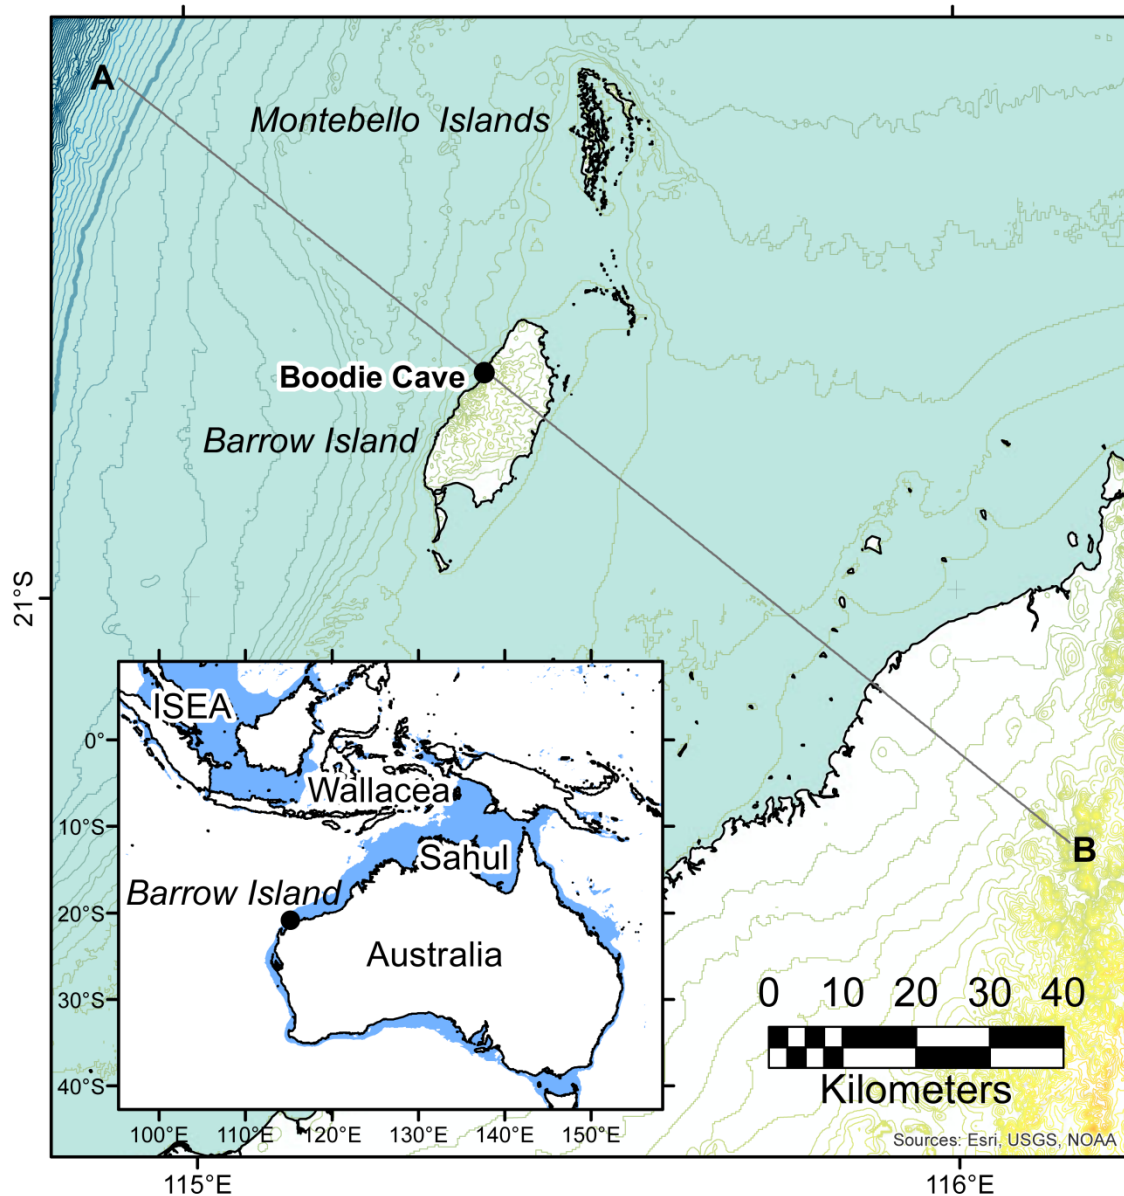 A
Montebello Islands
Boodie Cave
Barrow Island
21°S
ISEA
0°
Wallacea
10°S
Sahul
Barrow Island
20°S
Australia
30°S
40°S
100°E 110°E 120°E 130°E 140°E 150°E
B
0 10 20 30 40
Kilometers
Sources: Esri, USGS, NOAA
115°E 116°E